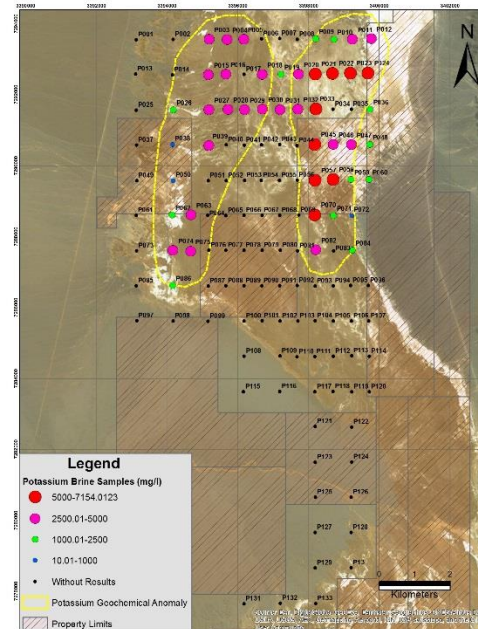 3392000 3394000 3396000 3398000 3400000 3402000
N
P001 P002 P003 P004 P006 P008 P009 P010 P011 P012
P013 P014 P015 P016 P017 P018 P019 P020 P021 P022 P023 P024
P025 P026 P027 P028 P029 P030 P031 P032 P033 P034 P035 P036
P037 P038 P039 P040 P041 P042 P043 P044 P045 P046 P047 P048
P049 P050 P051 P052 P053 P054 P055 P056 P057 P058 P059 P060
P061 P062 P063 P064 P065 P066 P067 P068 P069 P070 P071 P072
P073 P074 P075 P076 P077 P078 P079 P080 P081 P082 P083 P084
P085 P086 P087 P088 P089 P090 P091 P092 P093 P094 P095 P096
P097 P098 P099 P100 P101 P102 P103 P104 P105 P106 P107
P108 P109 P110 P111 P112 P113 P114
P115 P116 P117 P118 P119 P120
P121 P122
P123 P124
P125 P126
P127 P128
P129 P13
P131 P132 P133
Legend
Potassium Brine Samples (mg/l)
5000-7154.0123
2500.01-5000
1000.01-2500
10.01-1000
Without Results
Potassium Geochemical Anomaly
Property Limits
0 1 2
Kilometers